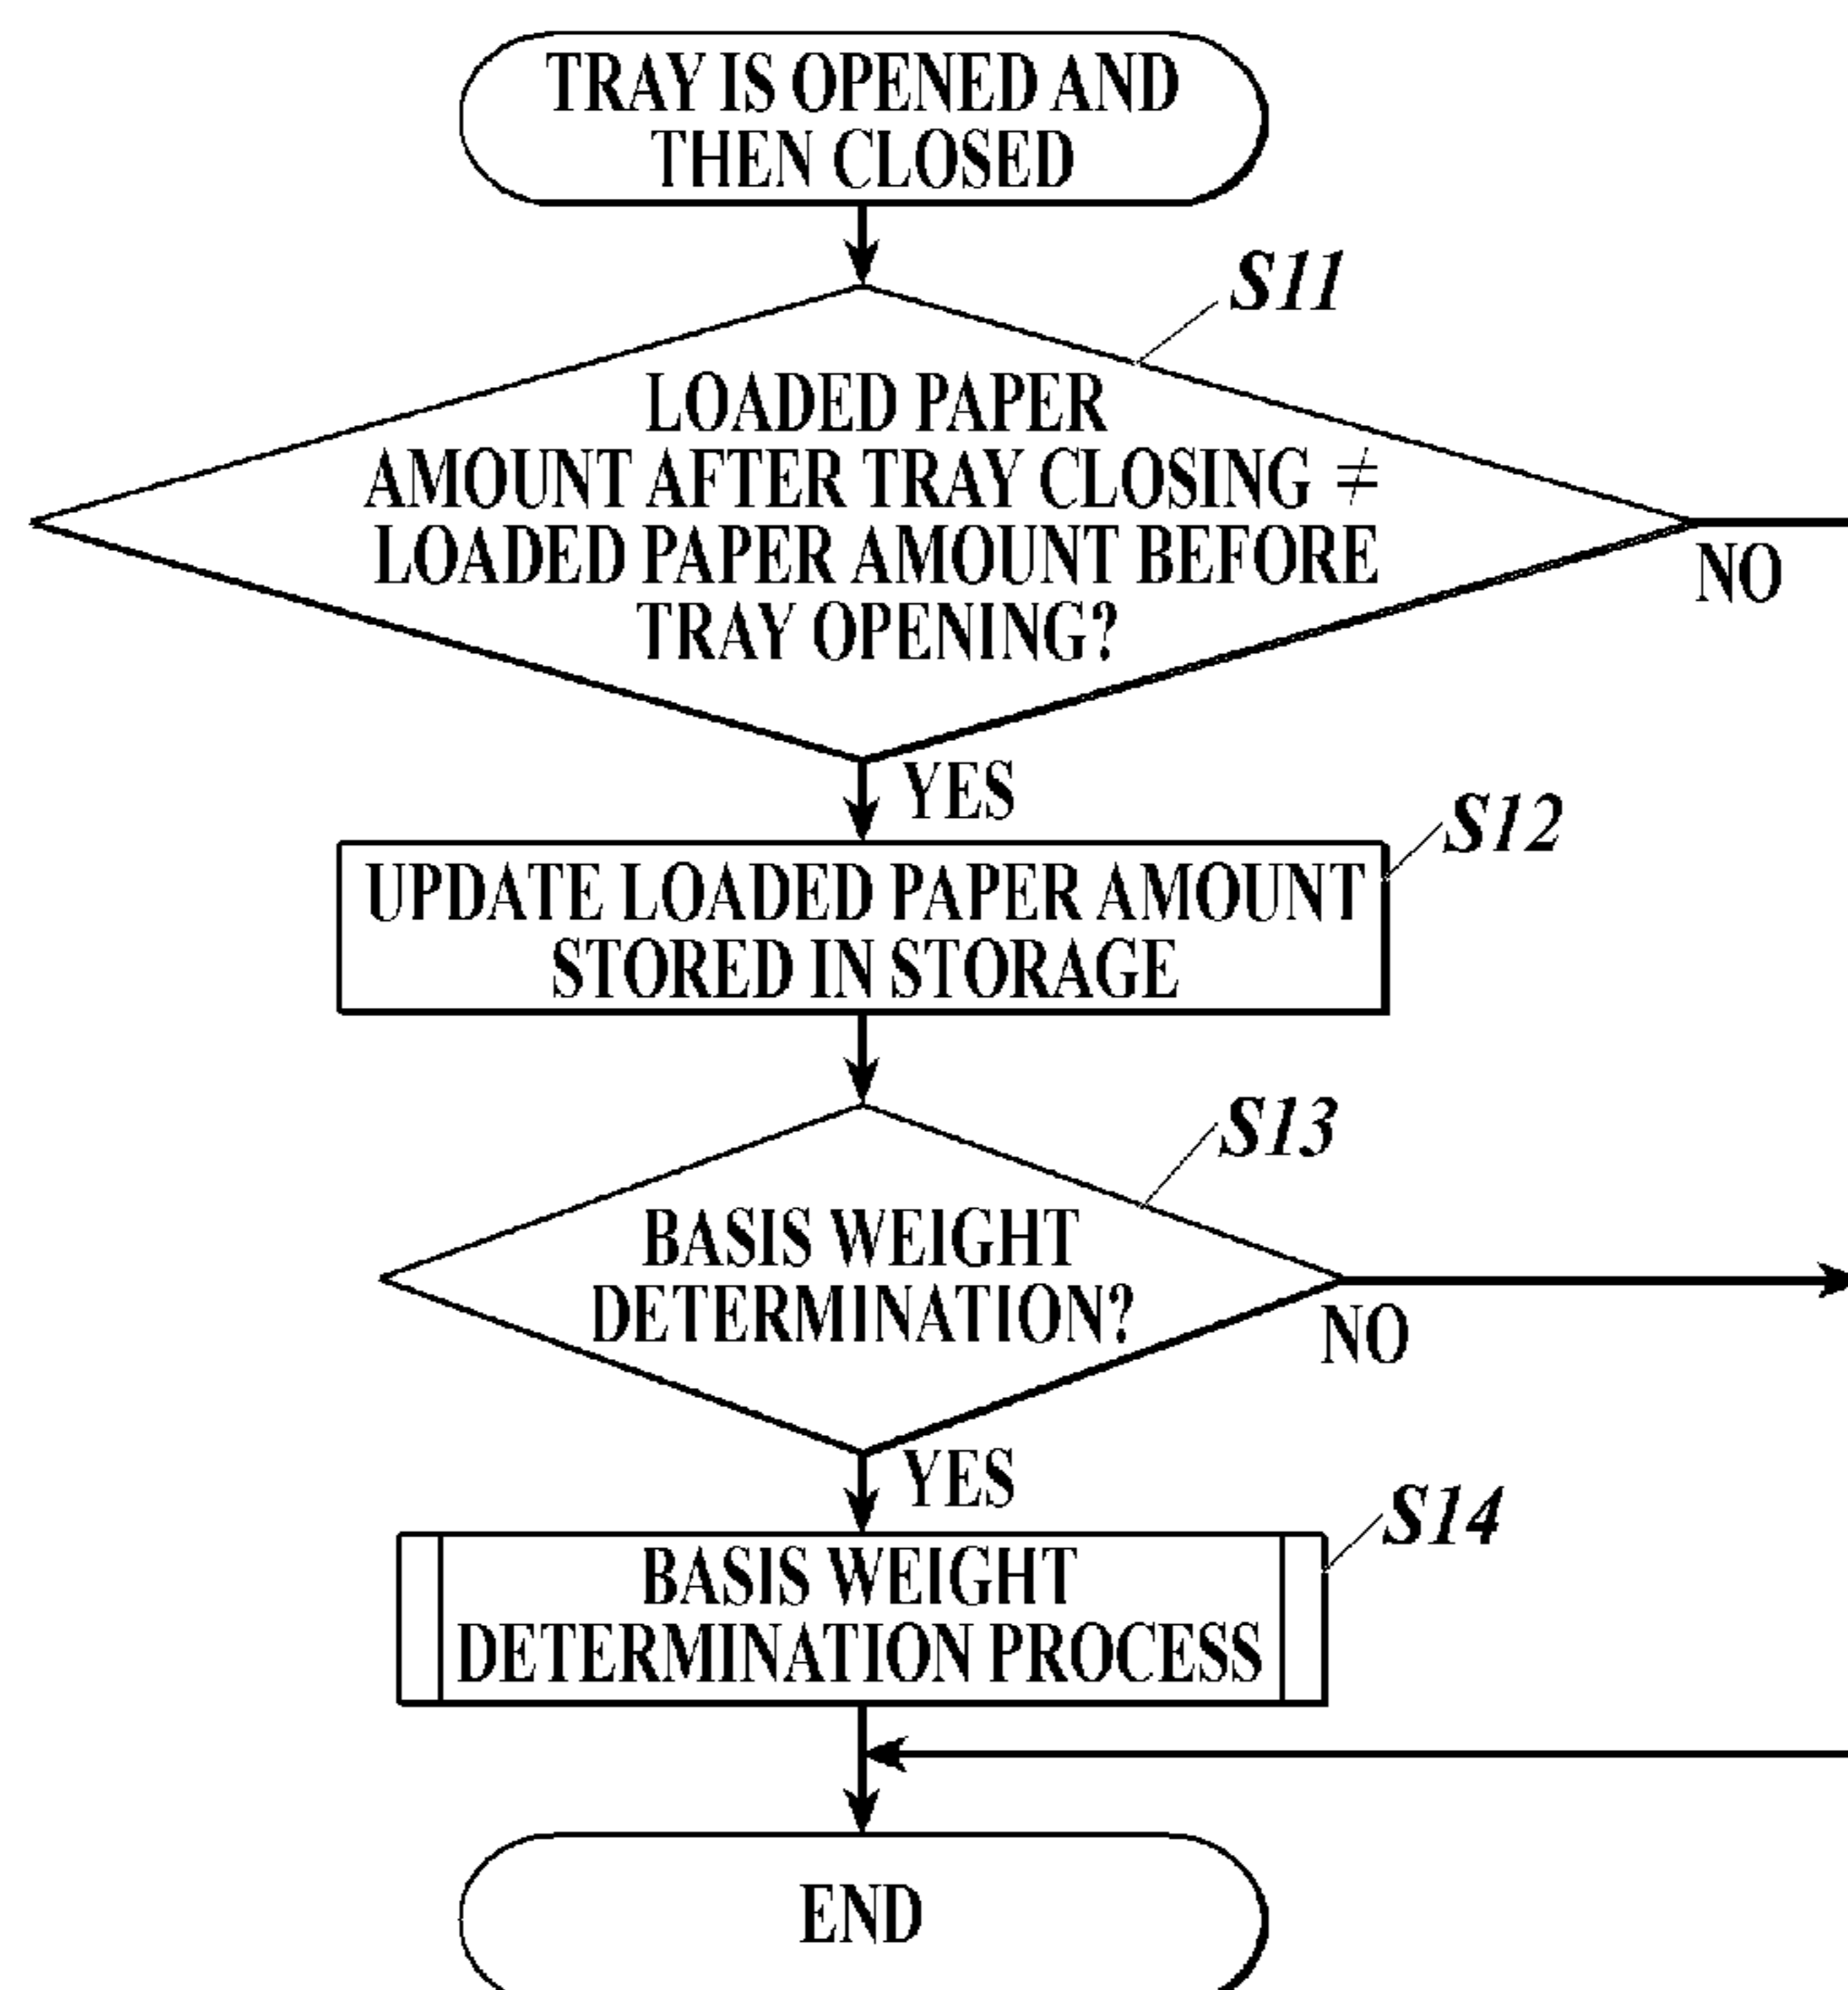 TRAY IS OPENED AND
THEN CLOSED
S11
LOADED PAPER
AMOUNT AFTER TRAY CLOSING ≠
LOADED PAPER AMOUNT BEFORE
TRAY OPENING?
NO
YES
S12
UPDATE LOADED PAPER AMOUNT
STORED IN STORAGE
S13
BASIS WEIGHT
DETERMINATION?
NO
YES
S14
BASIS WEIGHT
DETERMINATION PROCESS
END